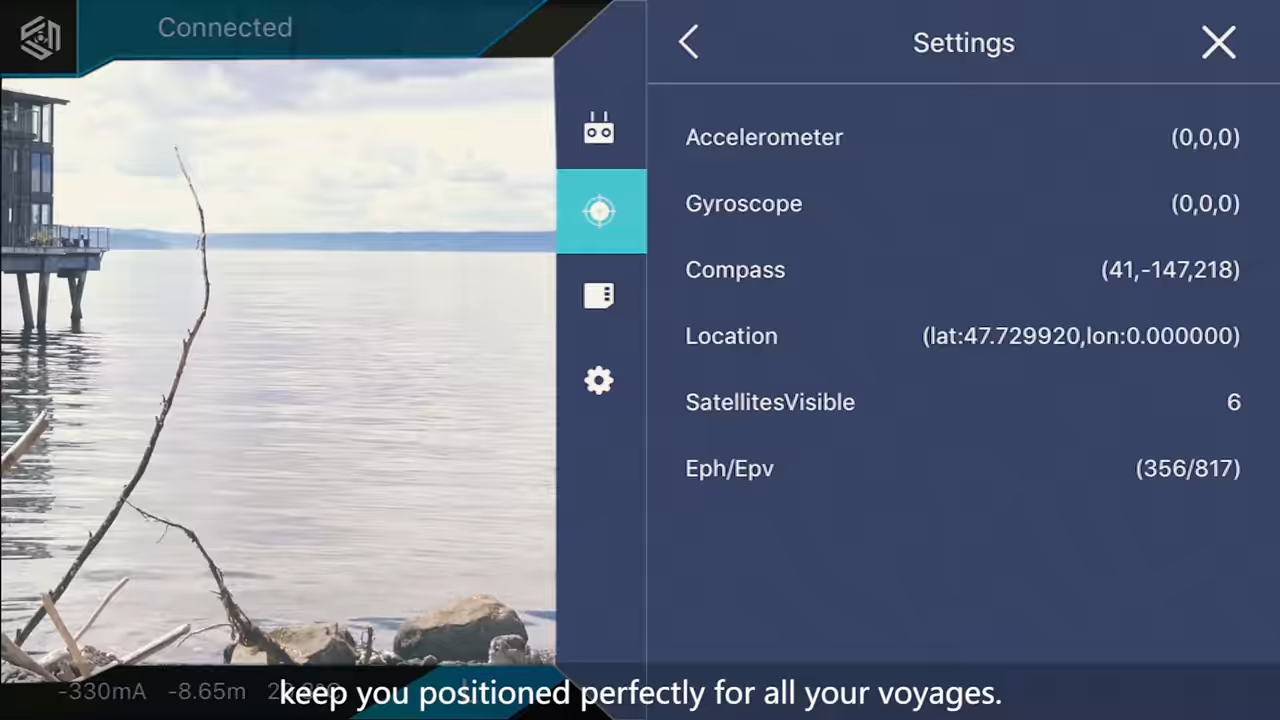 Connected
Settings
Accelerometer (0,0,0)
Gyroscope (0,0,0)
Compass (41,-147,218)
Location (lat:47.729920,lon:0.000000)
SatellitesVisible 6
Eph/Epv (356/817)
-330mA -8.65m
keep you positioned perfectly for all your voyages.